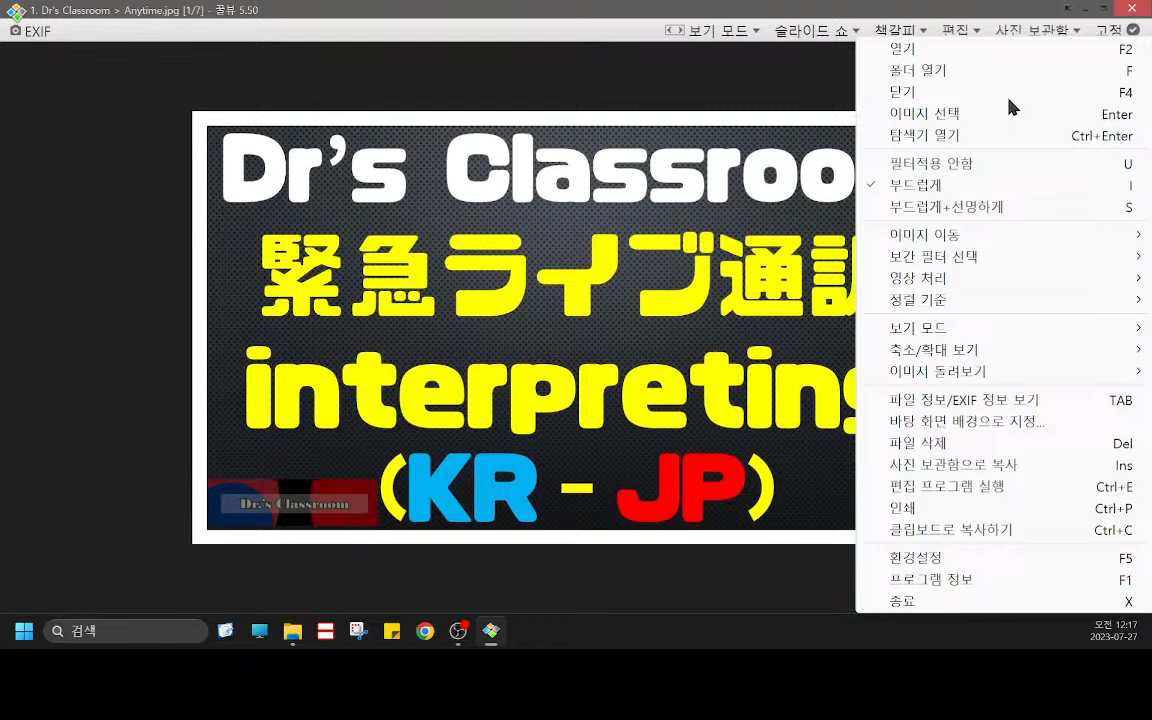 1. Dr's Classroom > Anytime.jpg [1/7] - 꿀뷰 5.50
EXIF
보기 모드 슬라이드 쇼 책갈피 편집 사진 보관함 고정
Dr's Classroo
緊急ライブ通訳
interpreting
(KR - JP)
Dr.'s Classroom
열기 F2
폴더 열기 F
닫기 F4
이미지 선택 Enter
탐색기 열기 Ctrl+Enter
필터적용 안함 U
부드럽게 I
부드럽게+선명하게 S
이미지 이동
보간 필터 선택
영상 처리
정렬 기준
보기 모드
축소/확대 보기
이미지 돌려보기
파일 정보/EXIF 정보 보기 TAB
바탕 화면 배경으로 지정...
파일 삭제 Del
사진 보관함으로 복사 Ins
편집 프로그램 실행 Ctrl+E
인쇄 Ctrl+P
클립보드로 복사하기 Ctrl+C
환경설정 F5
프로그램 정보 F1
종료 X
검색
오전 12:17
2023-07-27